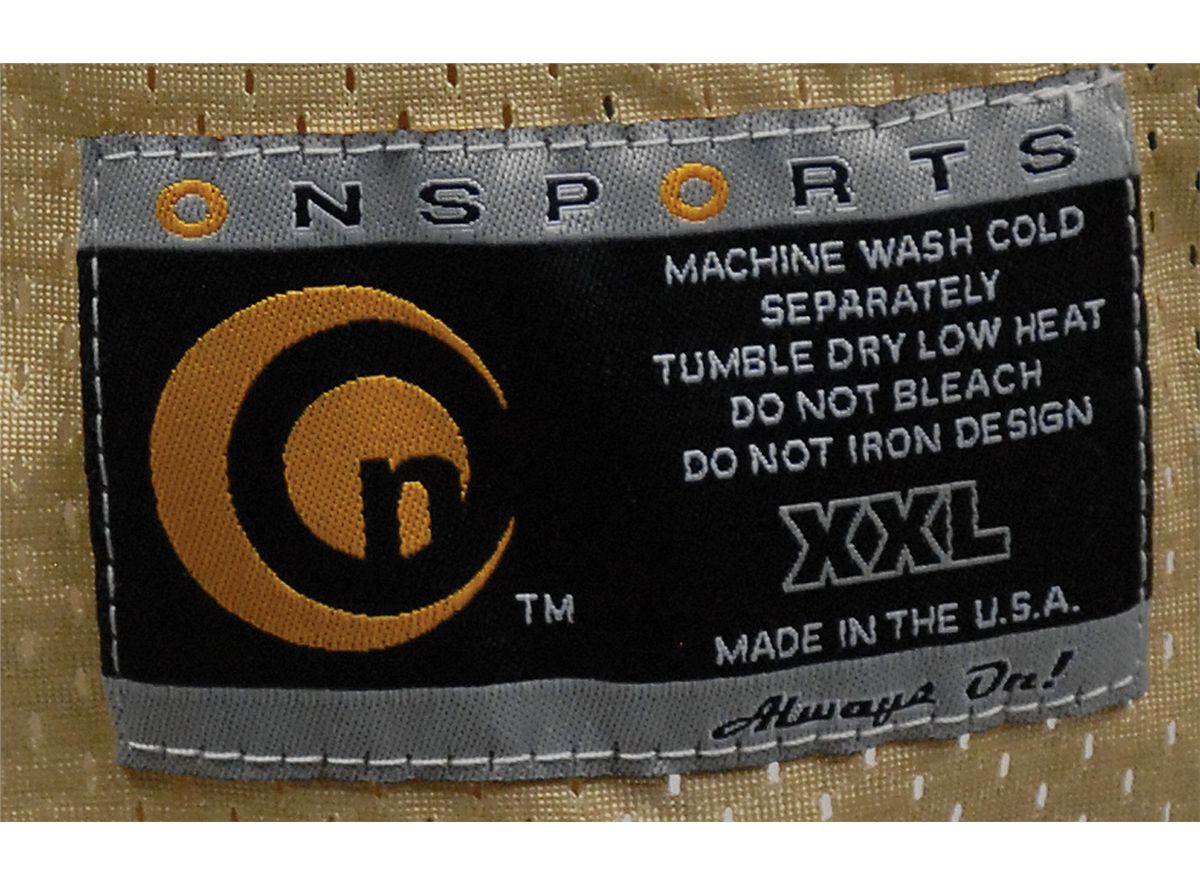 ONSPORTS
MACHINE WASH COLD
SEPARATELY
TUMBLE DRY LOW HEAT
DO NOT BLEACH
DO NOT IRON DESIGN
On
TM
XXL
MADE IN THE U.S.A.
Always On!